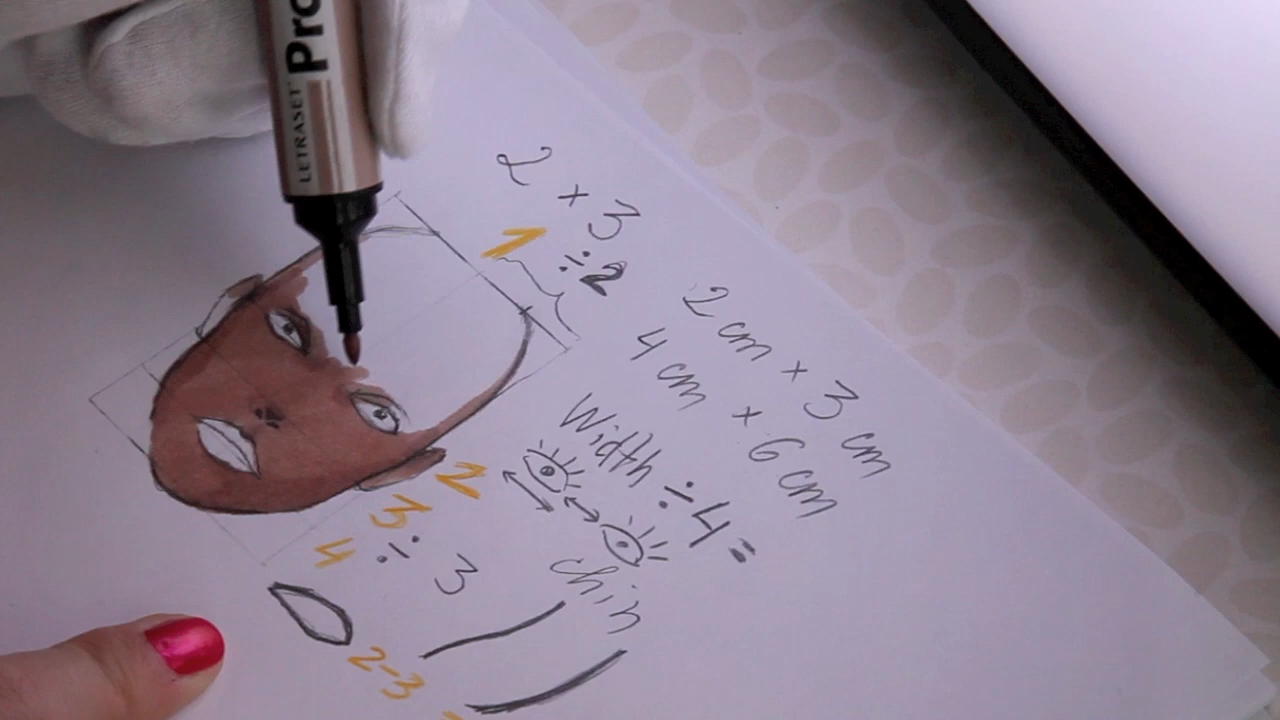 LETRASET Pro
2 × 3
1 ÷ 2
2 cm × 3 cm
4 cm × 6 cm
Width ÷ 4 =
2
3 ÷ 3
4
chin
2-3